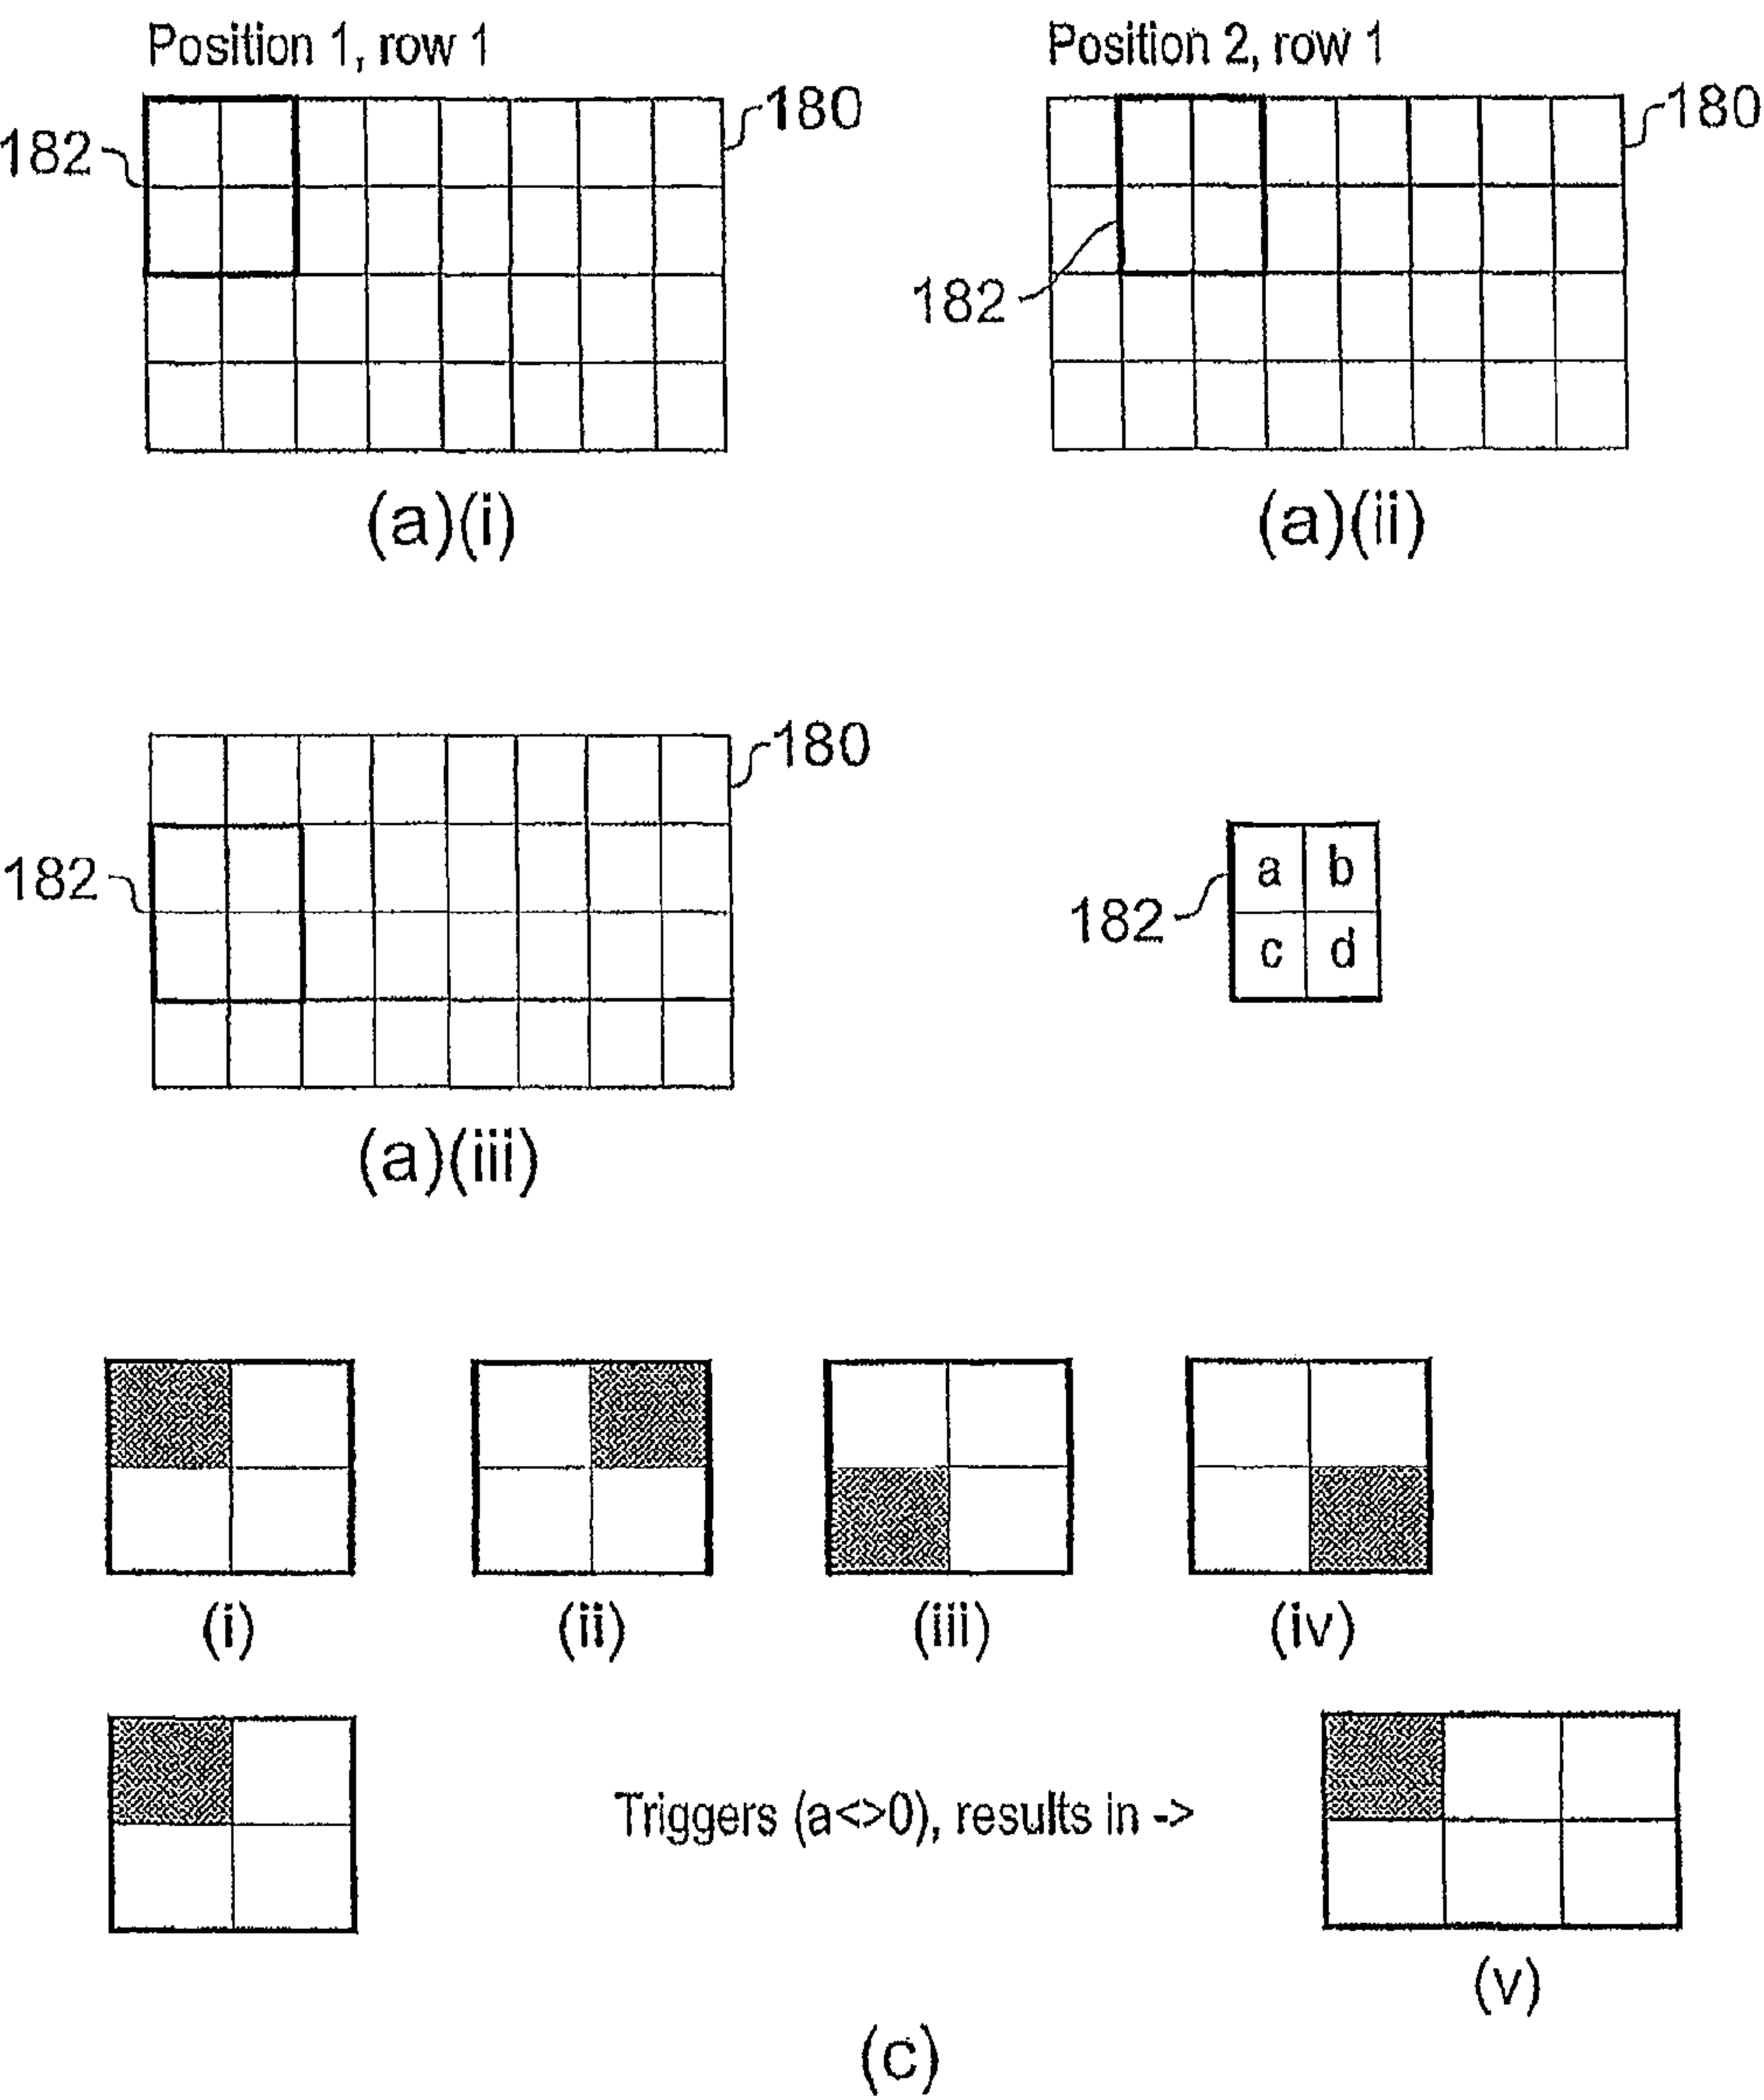 Position 1, row 1
Position 2, row 1
180
180
182
182
(a)(i)
(a)(ii)
180
182
a b
182
c d
(a)(iii)
(i)
(ii)
(iii)
(iv)
Triggers (a<>0), results in ->
(v)
(c)